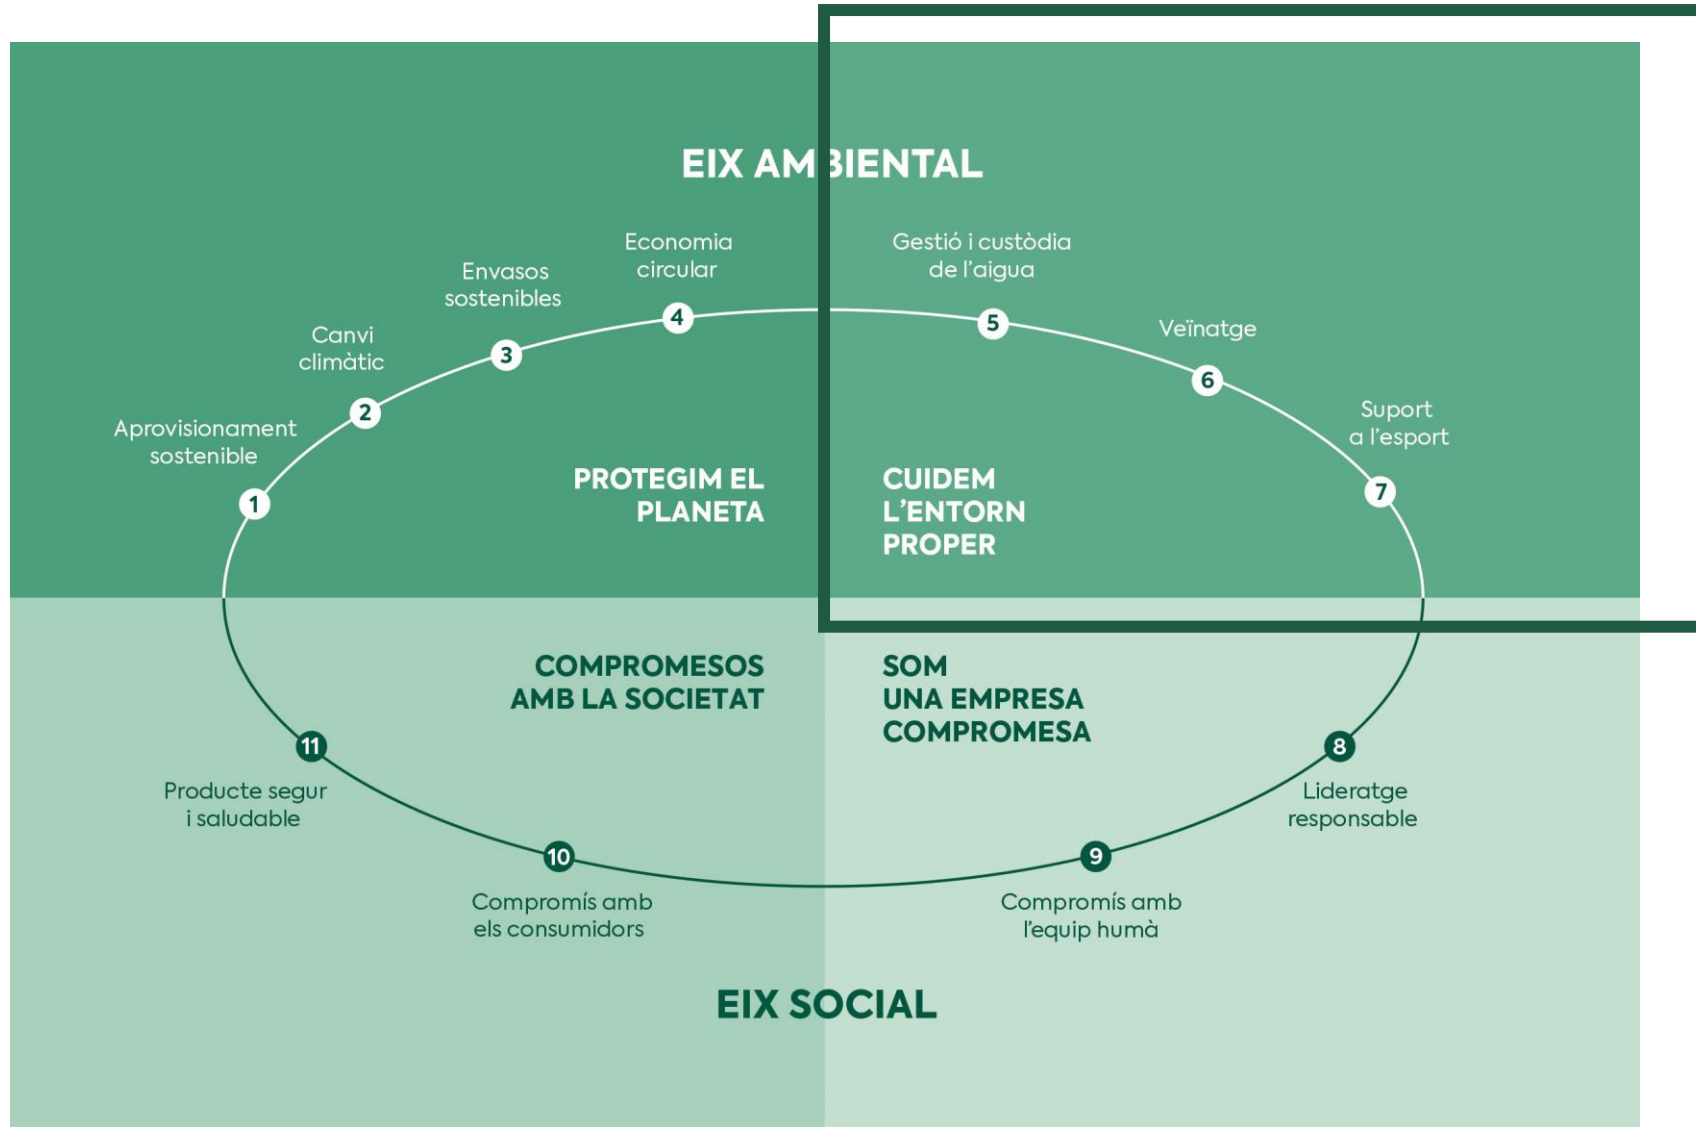 EIX AMBIENTAL
Economia
circular
Gestió i custòdia
de l’aigua
Envasos
sostenibles
4
5
Canvi
climàtic
3
Veïnatge
6
2
Aprovisionament
sostenible
Suport
a l’esport
1
7
PROTEGIM EL
PLANETA
CUIDEM
L’ENTORN
PROPER
COMPROMESOS
AMB LA SOCIETAT
SOM
UNA EMPRESA
COMPROMESA
11
8
Producte segur
i saludable
Lideratge
responsable
10
9
Compromís amb
els consumidors
Compromís amb
l’equip humà
EIX SOCIAL